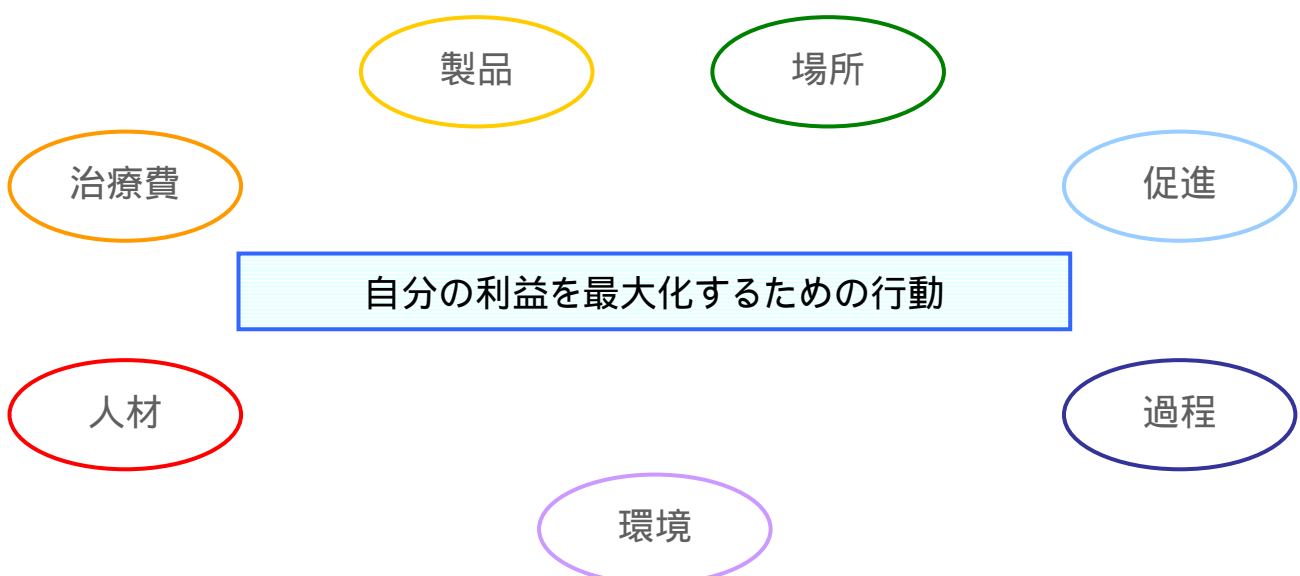 製品
場所
治療費
促進
自分の利益を最大化するための行動
人材
過程
環境